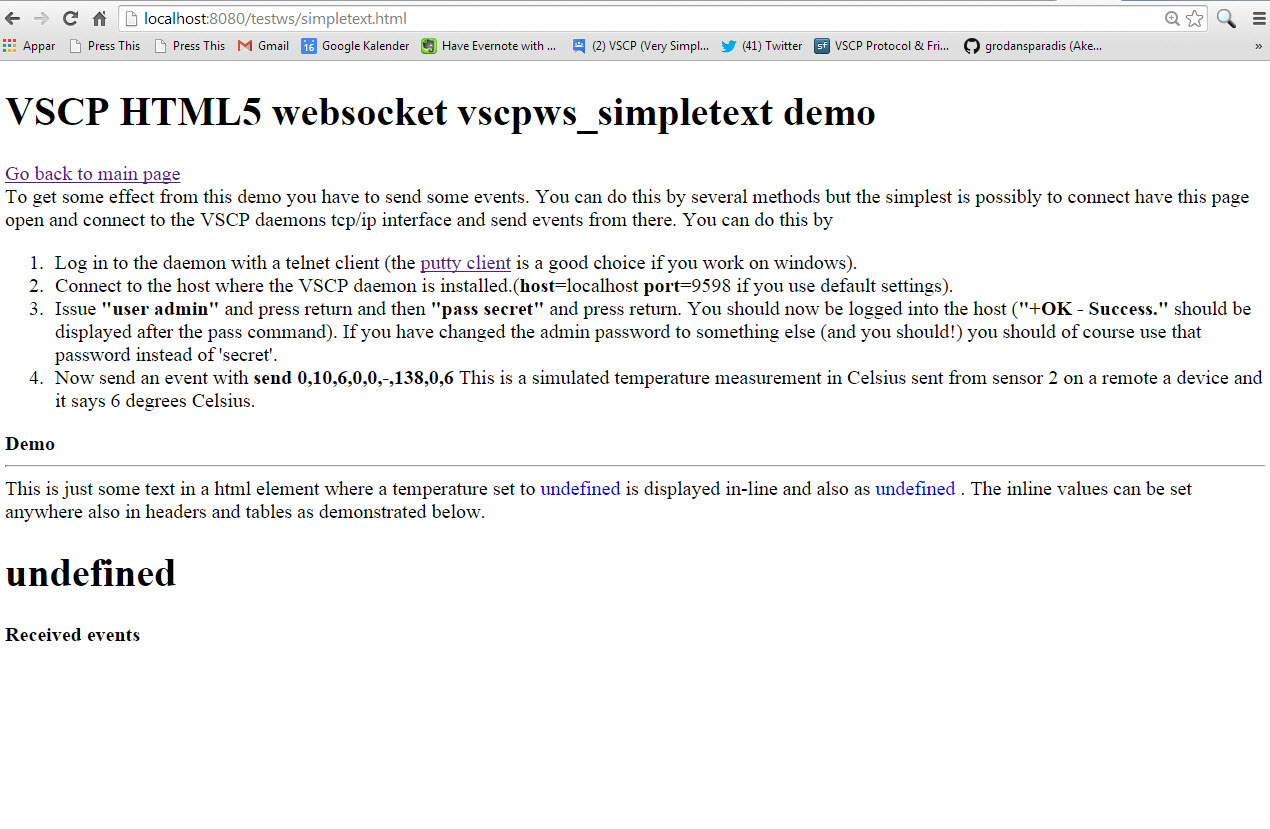 localhost:8080/testws/simpletext.html
Appar Press This Press This Gmail 16 Google Kalender Have Evernote with ... (2) VSCP (Very Simpl... (41) Twitter sf VSCP Protocol & Fri... grodansparadis (Ake... »
VSCP HTML5 websocket vscpws_simpletext demo
Go back to main page
To get some effect from this demo you have to send some events. You can do this by several methods but the simplest is possibly to connect have this page
open and connect to the VSCP daemons tcp/ip interface and send events from there. You can do this by
1. Log in to the daemon with a telnet client (the putty client is a good choice if you work on windows).
2. Connect to the host where the VSCP daemon is installed.(host=localhost port=9598 if you use default settings).
3. Issue "user admin" and press return and then "pass secret" and press return. You should now be logged into the host ("+OK - Success." should be
displayed after the pass command). If you have changed the admin password to something else (and you should!) you should of course use that
password instead of 'secret'.
4. Now send an event with send 0,10,6,0,0,-,138,0,6 This is a simulated temperature measurement in Celsius sent from sensor 2 on a remote a device and
it says 6 degrees Celsius.
Demo
This is just some text in a html element where a temperature set to undefined is displayed in-line and also as undefined . The inline values can be set
anywhere also in headers and tables as demonstrated below.
undefined
Received events